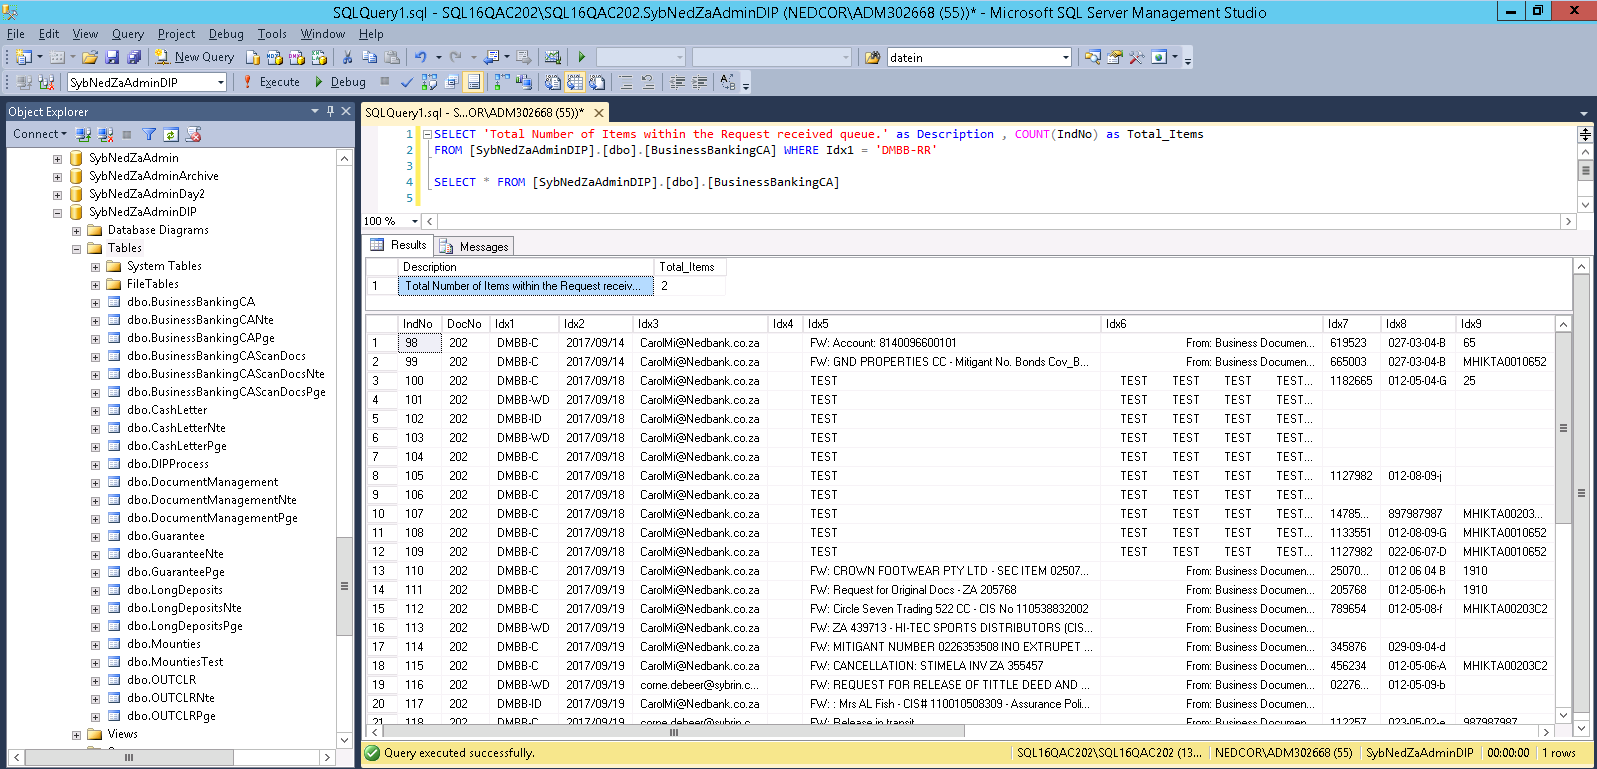 SQLQuery1.sql - SQL16QAC202\SQL16QAC202.SybNedZaAdminDIP (NEDCOR\ADM302668 (55))* - Microsoft SQL Server Management Studio
File Edit View Query Project Debug Tools Window Help
New Query datein
SybNedZaAdminDIP Execute Debug
Object Explorer
Connect
SybNedZaAdmin
SybNedZaAdminArchive
SybNedZaAdminDay2
SybNedZaAdminDIP
Database Diagrams
Tables
System Tables
FileTables
dbo.BusinessBankingCA
dbo.BusinessBankingCANte
dbo.BusinessBankingCAPge
dbo.BusinessBankingCAScanDocs
dbo.BusinessBankingCAScanDocsNte
dbo.BusinessBankingCAScanDocsPge
dbo.CashLetter
dbo.CashLetterNte
dbo.CashLetterPge
dbo.DIPProcess
dbo.DocumentManagement
dbo.DocumentManagementNte
dbo.DocumentManagementPge
dbo.Guarantee
dbo.GuaranteeNte
dbo.GuaranteePge
dbo.LongDeposits
dbo.LongDepositsNte
dbo.LongDepositsPge
dbo.Mounties
dbo.MountiesTest
dbo.OUTCLR
dbo.OUTCLRNte
dbo.OUTCLRPge
Views
SQLQuery1.sql - S...OR\ADM302668 (55))*
1 SELECT 'Total Number of Items within the Request received queue.' as Description , COUNT(IndNo) as Total_Items
2 FROM [SybNedZaAdminDIP].[dbo].[BusinessBankingCA] WHERE Idx1 = 'DMBB-RR'
3
4 SELECT * FROM [SybNedZaAdminDIP].[dbo].[BusinessBankingCA]
5
100 %
Results Messages
Description Total_Items
1 Total Number of Items within the Request receiv... 2
IndNo DocNo Idx1 Idx2 Idx3 Idx4 Idx5 Idx6 Idx7 Idx8 Idx9
1 98 202 DMBB-C 2017/09/14 CarolMi@Nedbank.co.za FW: Account: 8140096600101 From: Business Documen... 619523 027-03-04-B 65
2 99 202 DMBB-C 2017/09/14 CarolMi@Nedbank.co.za FW: GND PROPERTIES CC - Mitigant No. Bonds Cov_B... From: Business Documen... 665003 027-03-04-B MHIKTA0010652
3 100 202 DMBB-C 2017/09/18 CarolMi@Nedbank.co.za TEST TEST TEST TEST TEST... 1182665 012-05-04-G 25
4 101 202 DMBB-WD 2017/09/18 CarolMi@Nedbank.co.za TEST TEST TEST TEST TEST...
5 102 202 DMBB-ID 2017/09/18 CarolMi@Nedbank.co.za TEST TEST TEST TEST TEST...
6 103 202 DMBB-WD 2017/09/18 CarolMi@Nedbank.co.za TEST TEST TEST TEST TEST...
7 104 202 DMBB-C 2017/09/18 CarolMi@Nedbank.co.za TEST TEST TEST TEST TEST...
8 105 202 DMBB-C 2017/09/18 CarolMi@Nedbank.co.za TEST TEST TEST TEST TEST... 1127982 012-08-09-j
9 106 202 DMBB-C 2017/09/18 CarolMi@Nedbank.co.za TEST TEST TEST TEST TEST...
10 107 202 DMBB-C 2017/09/18 CarolMi@Nedbank.co.za TEST TEST TEST TEST TEST... 14785... 897987987 MHIKTA00203...
11 108 202 DMBB-C 2017/09/18 CarolMi@Nedbank.co.za TEST TEST TEST TEST TEST... 1133551 012-08-09-G MHIKTA0010652
12 109 202 DMBB-C 2017/09/18 CarolMi@Nedbank.co.za TEST TEST TEST TEST TEST... 1127982 022-06-07-D MHIKTA0010652
13 110 202 DMBB-C 2017/09/19 CarolMi@Nedbank.co.za FW: CROWN FOOTWEAR PTY LTD - SEC ITEM 02507... From: Business Documen... 25070... 012 06 04 B 1910
14 111 202 DMBB-C 2017/09/19 CarolMi@Nedbank.co.za FW: Request for Original Docs - ZA 205768 From: Business Documen... 205768 012-05-06-h 1910
15 112 202 DMBB-C 2017/09/19 CarolMi@Nedbank.co.za FW: Circle Seven Trading 522 CC - CIS No 110538832002 From: Business Documen... 789654 012-05-08-f MHIKTA00203C2
16 113 202 DMBB-WD 2017/09/19 CarolMi@Nedbank.co.za FW: ZA 439713 - HI-TEC SPORTS DISTRIBUTORS (CIS... From: Business Documen...
17 114 202 DMBB-C 2017/09/19 CarolMi@Nedbank.co.za FW: MITIGANT NUMBER 0226353508 INO EXTRUPET ... From: Business Documen... 345876 029-09-04-d
18 115 202 DMBB-C 2017/09/19 CarolMi@Nedbank.co.za FW: CANCELLATION: STIMELA INV ZA 355457 From: Business Documen... 456234 012-05-06-A MHIKTA00203C2
19 116 202 DMBB-WD 2017/09/19 corne.debeer@sybrin.c... FW: REQUEST FOR RELEASE OF TITTLE DEED AND ... From: Business Documen... 02276... 012-05-09-b
20 117 202 DMBB-ID 2017/09/19 CarolMi@Nedbank.co.za FW: : Mrs AL Fish - CIS# 110010508309 - Assurance Poli... From: Business Documen...
21 118 202 DMBB-C 2017/09/19 corne.debeer@sybrin.c... FW: Release in transit From: Business Documen... 112257 023-05-02-e 987987987
Query executed successfully. SQL16QAC202\SQL16QAC202 (13.... NEDCOR\ADM302668 (55) SybNedZaAdminDIP 00:00:00 1 rows